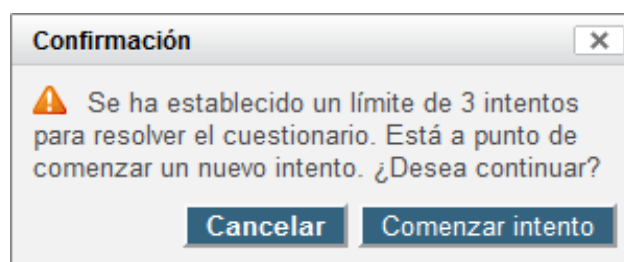 Confirmación
Se ha establecido un límite de 3 intentos
para resolver el cuestionario. Está a punto de
comenzar un nuevo intento. ¿Desea continuar?
Cancelar Comenzar intento